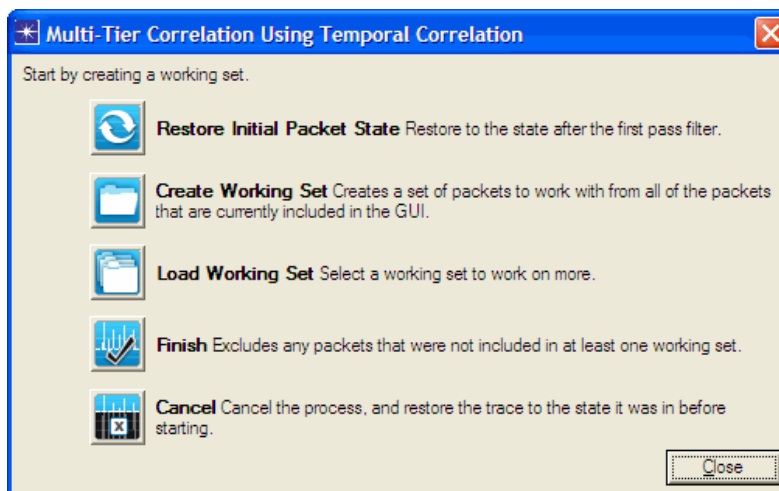 Multi-Tier Correlation Using Temporal Correlation
Start by creating a working set.
Restore Initial Packet State Restore to the state after the first pass filter.
Create Working Set Creates a set of packets to work with from all of the packets
that are currently included in the GUI.
Load Working Set Select a working set to work on more.
Finish Excludes any packets that were not included in at least one working set.
Cancel Cancel the process, and restore the trace to the state it was in before
starting.
Close